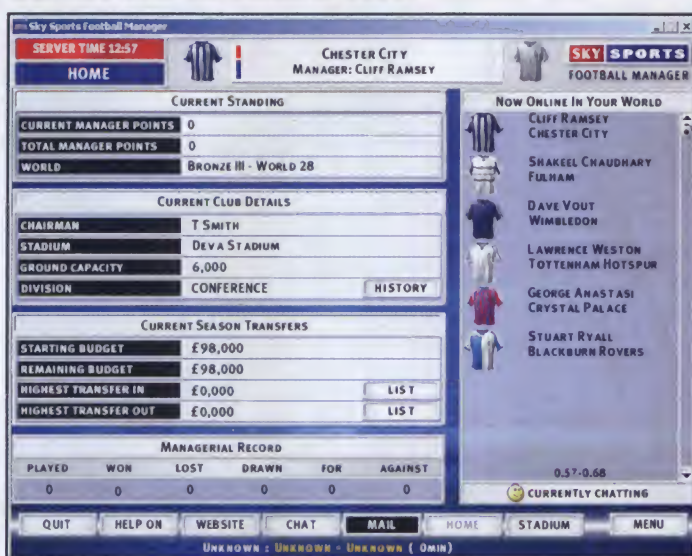 Sky Sports Football Manager
SERVER TIME 12:57
HOME
CHESTER CITY
MANAGER: CLIFF RAMSEY
SKY SPORTS
FOOTBALL MANAGER
CURRENT STANDING
CURRENT MANAGER POINTS 0
TOTAL MANAGER POINTS 0
WORLD BRONZE III - WORLD 28
CURRENT CLUB DETAILS
CHAIRMAN T SMITH
STADIUM DEVA STADIUM
GROUND CAPACITY 6,000
DIVISION CONFERENCE HISTORY
CURRENT SEASON TRANSFERS
STARTING BUDGET £98,000
REMAINING BUDGET £98,000
HIGHEST TRANSFER IN £0,000 LIST
HIGHEST TRANSFER OUT £0,000 LIST
MANAGERIAL RECORD
PLAYED WON LOST DRAWN FOR AGAINST
0 0 0 0 0 0
NOW ONLINE IN YOUR WORLD
CLIFF RAMSEY
CHESTER CITY
SHAKEEL CHAUDHARY
FULHAM
DAVE VOUT
WIMBLEDON
LAWRENCE WESTON
TOTTENHAM HOTSPUR
GEORGE ANASTASI
CRYSTAL PALACE
STUART RYALL
BLACKBURN ROVERS
0.57-0.68
CURRENTLY CHATTING
QUIT HELP ON WEBSITE CHAT MAIL HOME STADIUM MENU
UNKNOWN : UNKNOWN - UNKNOWN ( 0MIN)